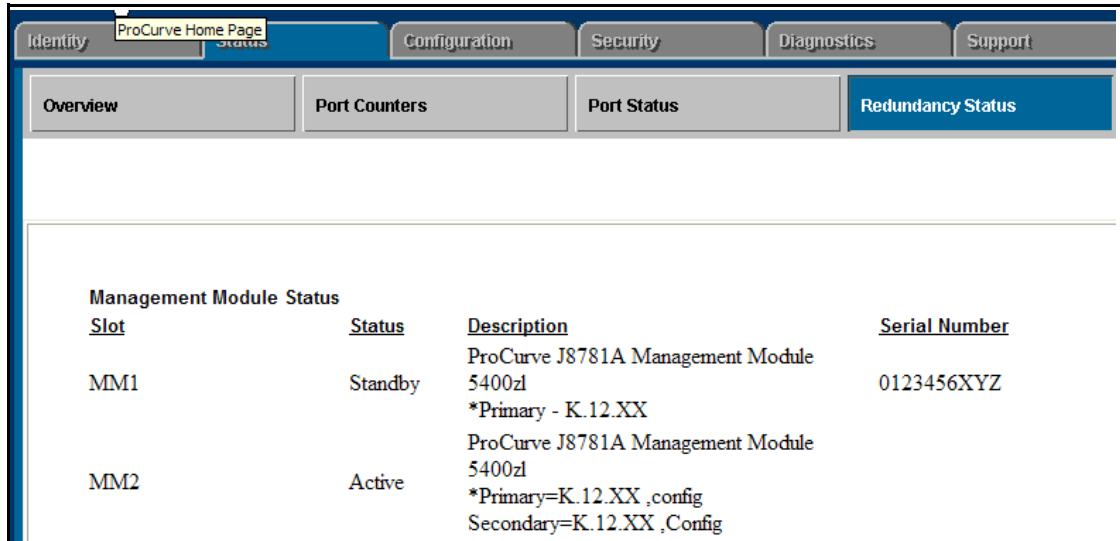 ProCurve Home Page
Identity Status Configuration Security Diagnostics Support
Overview Port Counters Port Status Redundancy Status
Management Module Status
Slot Status Description Serial Number
ProCurve J8781A Management Module
MM1 Standby 5400zl 0123456XYZ
*Primary - K.12.XX
ProCurve J8781A Management Module
5400zl
MM2 Active
*Primary=K.12.XX ,config
Secondary=K.12.XX ,Config